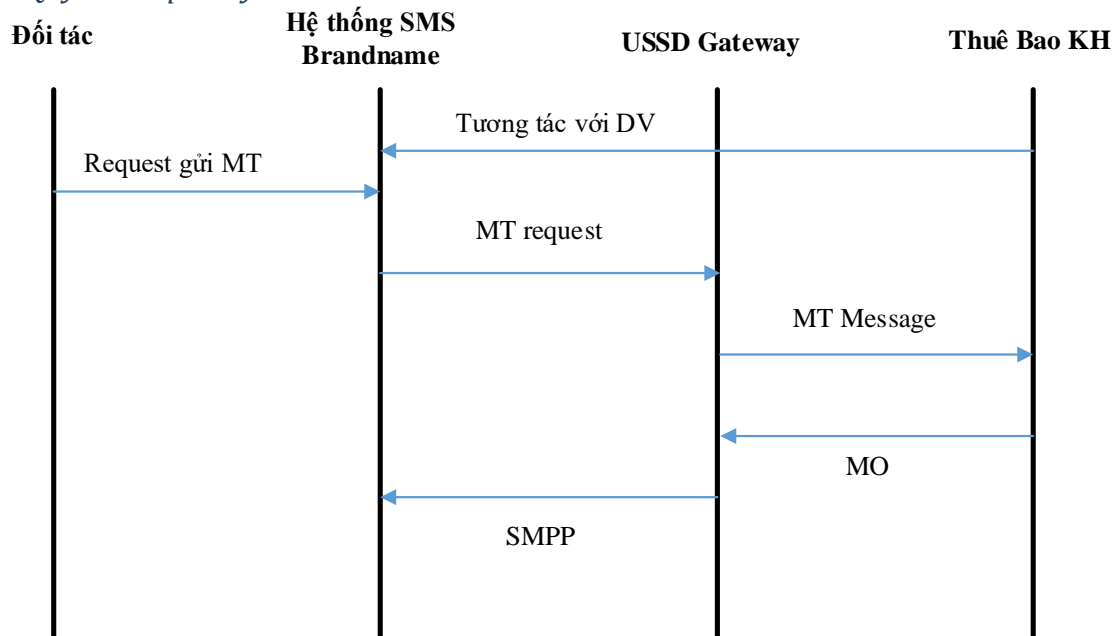 Đối tác
Hệ thống SMS
Brandname
USSD Gateway
Thuê Bao KH
Tương tác với DV
Request gửi MT
MT request
MT Message
MO
SMPP